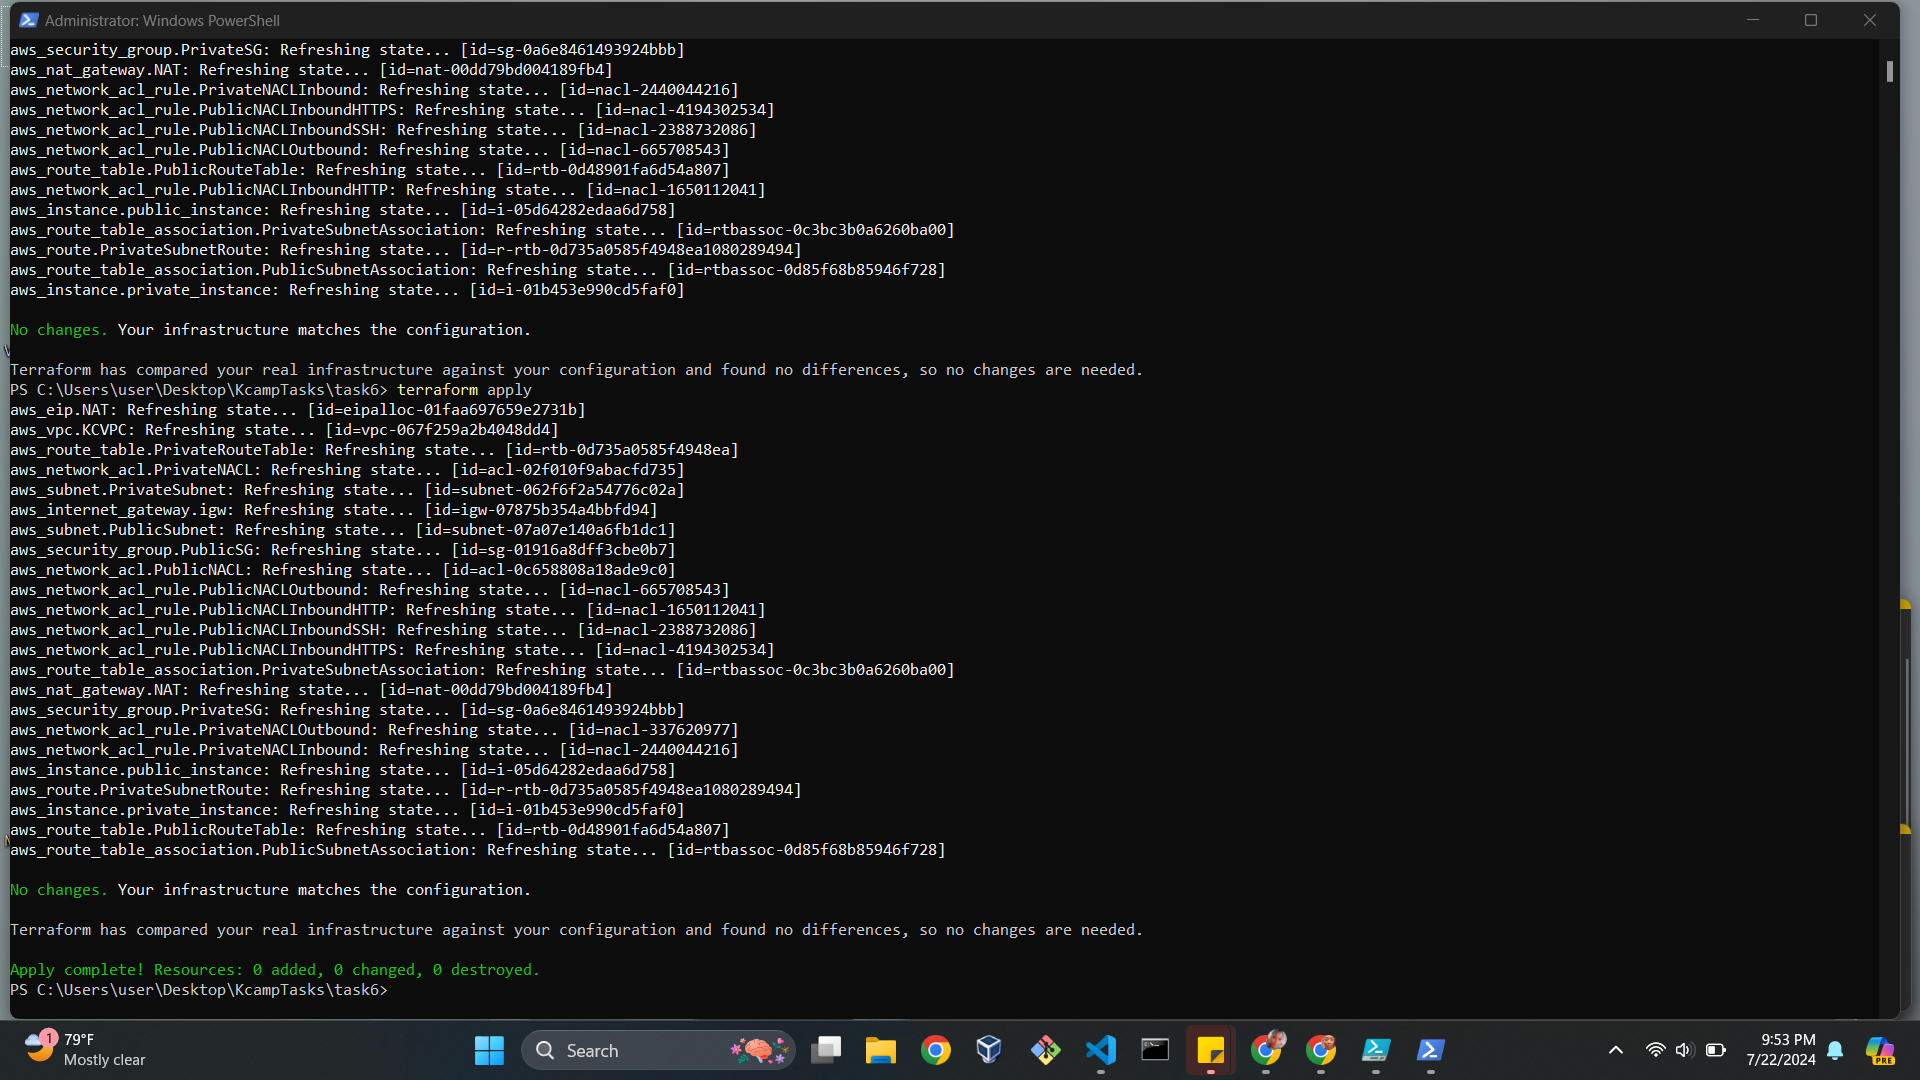 Administrator: Windows PowerShell
aws_security_group.PrivateSG: Refreshing state... [id=sg-0a6e8461493924bbb]
aws_nat_gateway.NAT: Refreshing state... [id=nat-00dd79bd004189fb4]
aws_network_acl_rule.PrivateNACLInbound: Refreshing state... [id=nacl-2440044216]
aws_network_acl_rule.PublicNACLInboundHTTPS: Refreshing state... [id=nacl-4194302534]
aws_network_acl_rule.PublicNACLInboundSSH: Refreshing state... [id=nacl-2388732086]
aws_network_acl_rule.PublicNACLOutbound: Refreshing state... [id=nacl-665708543]
aws_route_table.PublicRouteTable: Refreshing state... [id=rtb-0d48901fa6d54a807]
aws_network_acl_rule.PublicNACLInboundHTTP: Refreshing state... [id=nacl-1650112041]
aws_instance.public_instance: Refreshing state... [id=i-05d64282edaa6d758]
aws_route_table_association.PrivateSubnetAssociation: Refreshing state... [id=rtbassoc-0c3bc3b0a6260ba00]
aws_route.PrivateSubnetRoute: Refreshing state... [id=r-rtb-0d735a0585f4948ea1080289494]
aws_route_table_association.PublicSubnetAssociation: Refreshing state... [id=rtbassoc-0d85f68b85946f728]
aws_instance.private_instance: Refreshing state... [id=i-01b453e990cd5faf0]
No changes. Your infrastructure matches the configuration.
Terraform has compared your real infrastructure against your configuration and found no differences, so no changes are needed.
PS C:\Users\user\Desktop\KcampTasks\task6> terraform apply
aws_eip.NAT: Refreshing state... [id=eipalloc-01faa697659e2731b]
aws_vpc.KCVPC: Refreshing state... [id=vpc-067f259a2b4048dd4]
aws_route_table.PrivateRouteTable: Refreshing state... [id=rtb-0d735a0585f4948ea]
aws_network_acl.PrivateNACL: Refreshing state... [id=acl-02f010f9abacfd735]
aws_subnet.PrivateSubnet: Refreshing state... [id=subnet-062f6f2a54776c02a]
aws_internet_gateway.igw: Refreshing state... [id=igw-07875b354a4bbfd94]
aws_subnet.PublicSubnet: Refreshing state... [id=subnet-07a07e140a6fb1dc1]
aws_security_group.PublicSG: Refreshing state... [id=sg-01916a8dff3cbe0b7]
aws_network_acl.PublicNACL: Refreshing state... [id=acl-0c658808a18ade9c0]
aws_network_acl_rule.PublicNACLOutbound: Refreshing state... [id=nacl-665708543]
aws_network_acl_rule.PublicNACLInboundHTTP: Refreshing state... [id=nacl-1650112041]
aws_network_acl_rule.PublicNACLInboundSSH: Refreshing state... [id=nacl-2388732086]
aws_network_acl_rule.PublicNACLInboundHTTPS: Refreshing state... [id=nacl-4194302534]
aws_route_table_association.PrivateSubnetAssociation: Refreshing state... [id=rtbassoc-0c3bc3b0a6260ba00]
aws_nat_gateway.NAT: Refreshing state... [id=nat-00dd79bd004189fb4]
aws_security_group.PrivateSG: Refreshing state... [id=sg-0a6e8461493924bbb]
aws_network_acl_rule.PrivateNACLOutbound: Refreshing state... [id=nacl-337620977]
aws_network_acl_rule.PrivateNACLInbound: Refreshing state... [id=nacl-2440044216]
aws_instance.public_instance: Refreshing state... [id=i-05d64282edaa6d758]
aws_route.PrivateSubnetRoute: Refreshing state... [id=r-rtb-0d735a0585f4948ea1080289494]
aws_instance.private_instance: Refreshing state... [id=i-01b453e990cd5faf0]
aws_route_table.PublicRouteTable: Refreshing state... [id=rtb-0d48901fa6d54a807]
aws_route_table_association.PublicSubnetAssociation: Refreshing state... [id=rtbassoc-0d85f68b85946f728]
No changes. Your infrastructure matches the configuration.
Terraform has compared your real infrastructure against your configuration and found no differences, so no changes are needed.
Apply complete! Resources: 0 added, 0 changed, 0 destroyed.
PS C:\Users\user\Desktop\KcampTasks\task6>
1
79°F
Mostly clear
Search
9:53 PM
7/22/2024
PRE